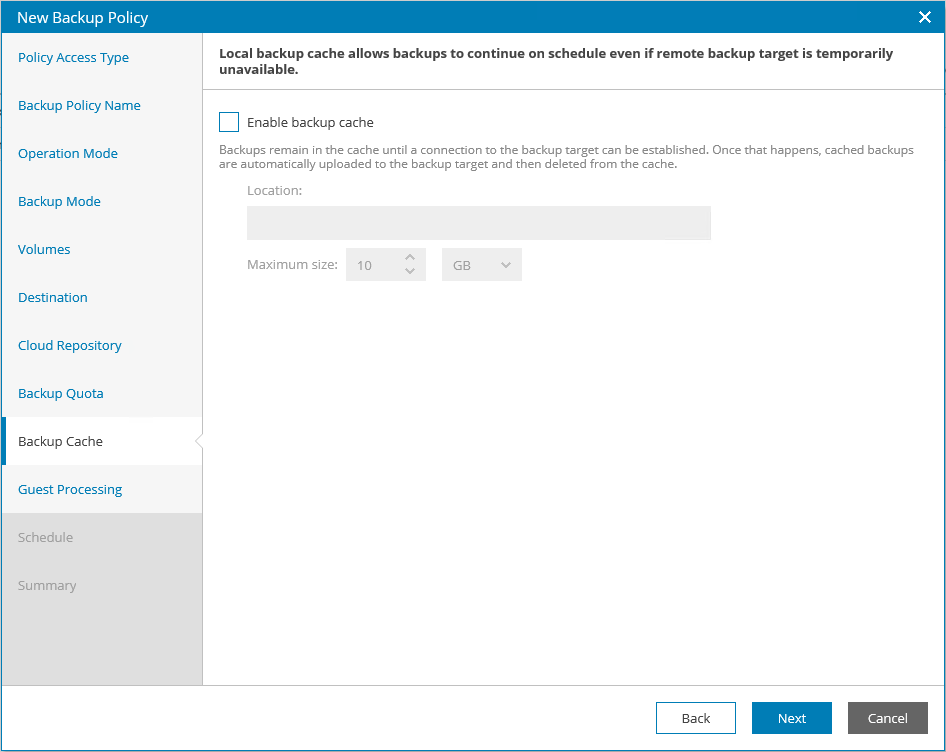 New Backup Policy
Policy Access Type
Backup Policy Name
Operation Mode
Backup Mode
Volumes
Destination
Cloud Repository
Backup Quota
Backup Cache
Guest Processing
Schedule
Summary
Local backup cache allows backups to continue on schedule even if remote backup target is temporarily
unavailable.
Enable backup cache
Backups remain in the cache until a connection to the backup target can be established. Once that happens, cached backups
are automatically uploaded to the backup target and then deleted from the cache.
Location:
Maximum size: 10 GB
Back Next Cancel